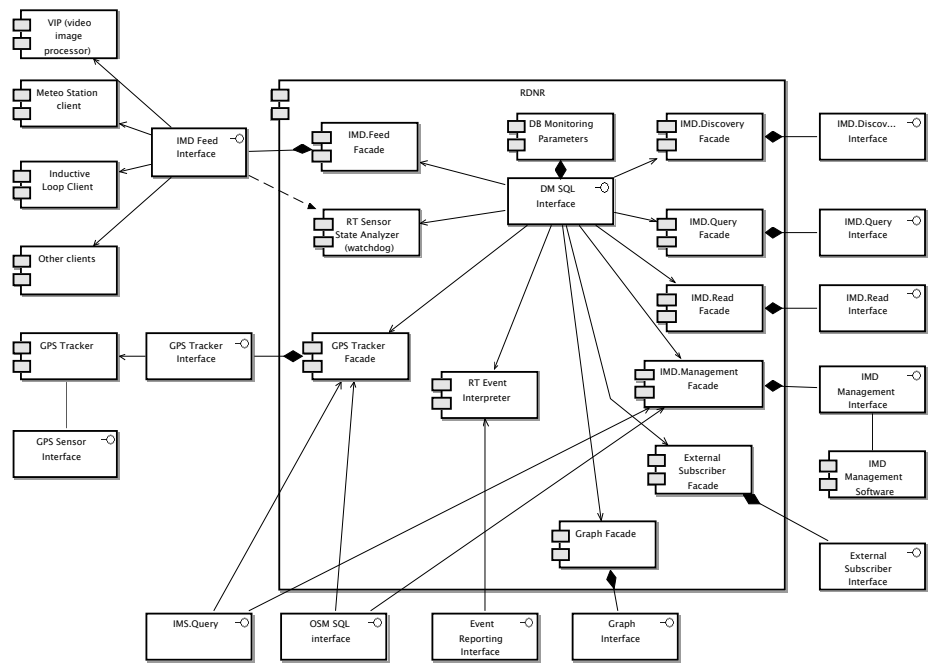 VIP (video
image
processor)
Meteo Station
client
Inductive
Loop Client
Other clients
IMD Feed
Interface
RDNR
IMD.Feed
Facade
DB Monitoring
Parameters
IMD.Discovery
Facade
IMD.Discov...
Interface
DM SQL
Interface
RT Sensor
State Analyzer
(watchdog)
IMD.Query
Facade
IMD.Query
Interface
IMD.Read
Facade
IMD.Read
Interface
GPS Tracker
GPS Tracker
Interface
GPS Tracker
Facade
RT Event
Interpreter
IMD.Management
Facade
IMD
Management
Interface
GPS Sensor
Interface
External
Subscriber
Facade
IMD
Management
Software
Graph Facade
External
Subscriber
Interface
IMS.Query
OSM SQL
interface
Event
Reporting
Interface
Graph
Interface